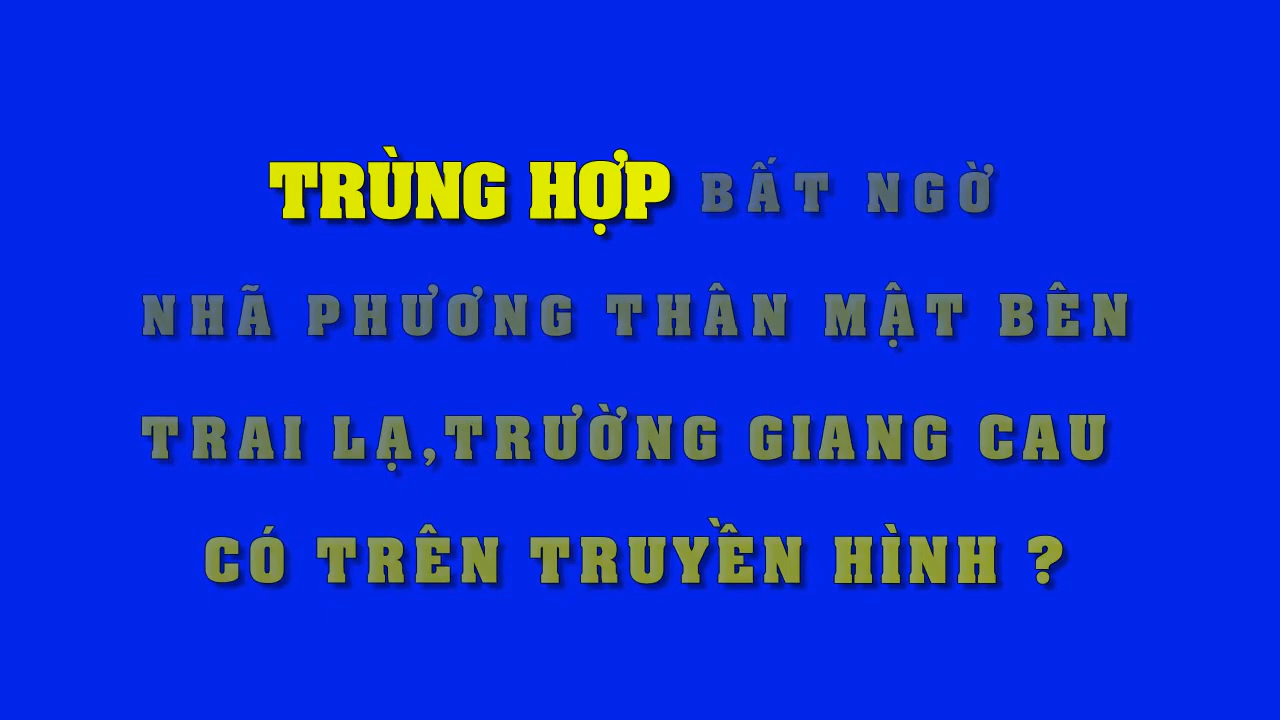 TRÙNG HỢP BẤT NGỜ
NHÃ PHƯƠNG THÂN MẬT BÊN
TRAI LẠ,TRƯỜNG GIANG CAU
CÓ TRÊN TRUYỀN HÌNH ?